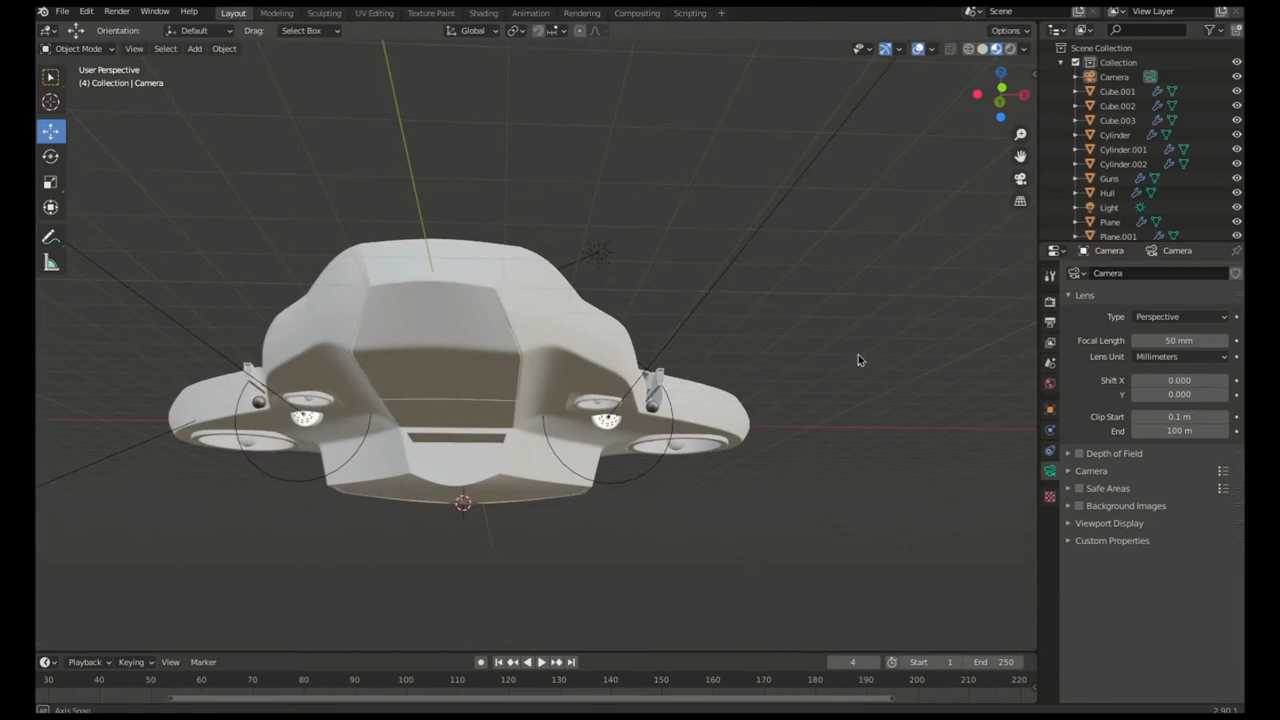 File Edit Render Window Help Layout Modeling Sculpting UV Editing Texture Paint Shading Animation Rendering Compositing Scripting + Scene View Layer
Orientation: Default Drag: Select Box Global Options
Object Mode View Select Add Object
User Perspective
(4) Collection | Camera
Scene Collection
Collection
Camera
Cube.001
Cube.002
Cube.003
Cylinder
Cylinder.001
Cylinder.002
Guns
Hull
Light
Plane
Plane.001
Camera Camera
Camera
Lens
Type Perspective
Focal Length 50 mm
Lens Unit Millimeters
Shift X 0.000
Y 0.000
Clip Start 0.1 m
End 100 m
Depth of Field
Camera
Safe Areas
Background Images
Viewport Display
Custom Properties
Playback Keying View Marker 4 Start 1 End 250
30 40 50 60 70 80 90 100 110 120 130 140 150 160 170 180 190 200 210 220
Alt Axis Snap 2.90.1